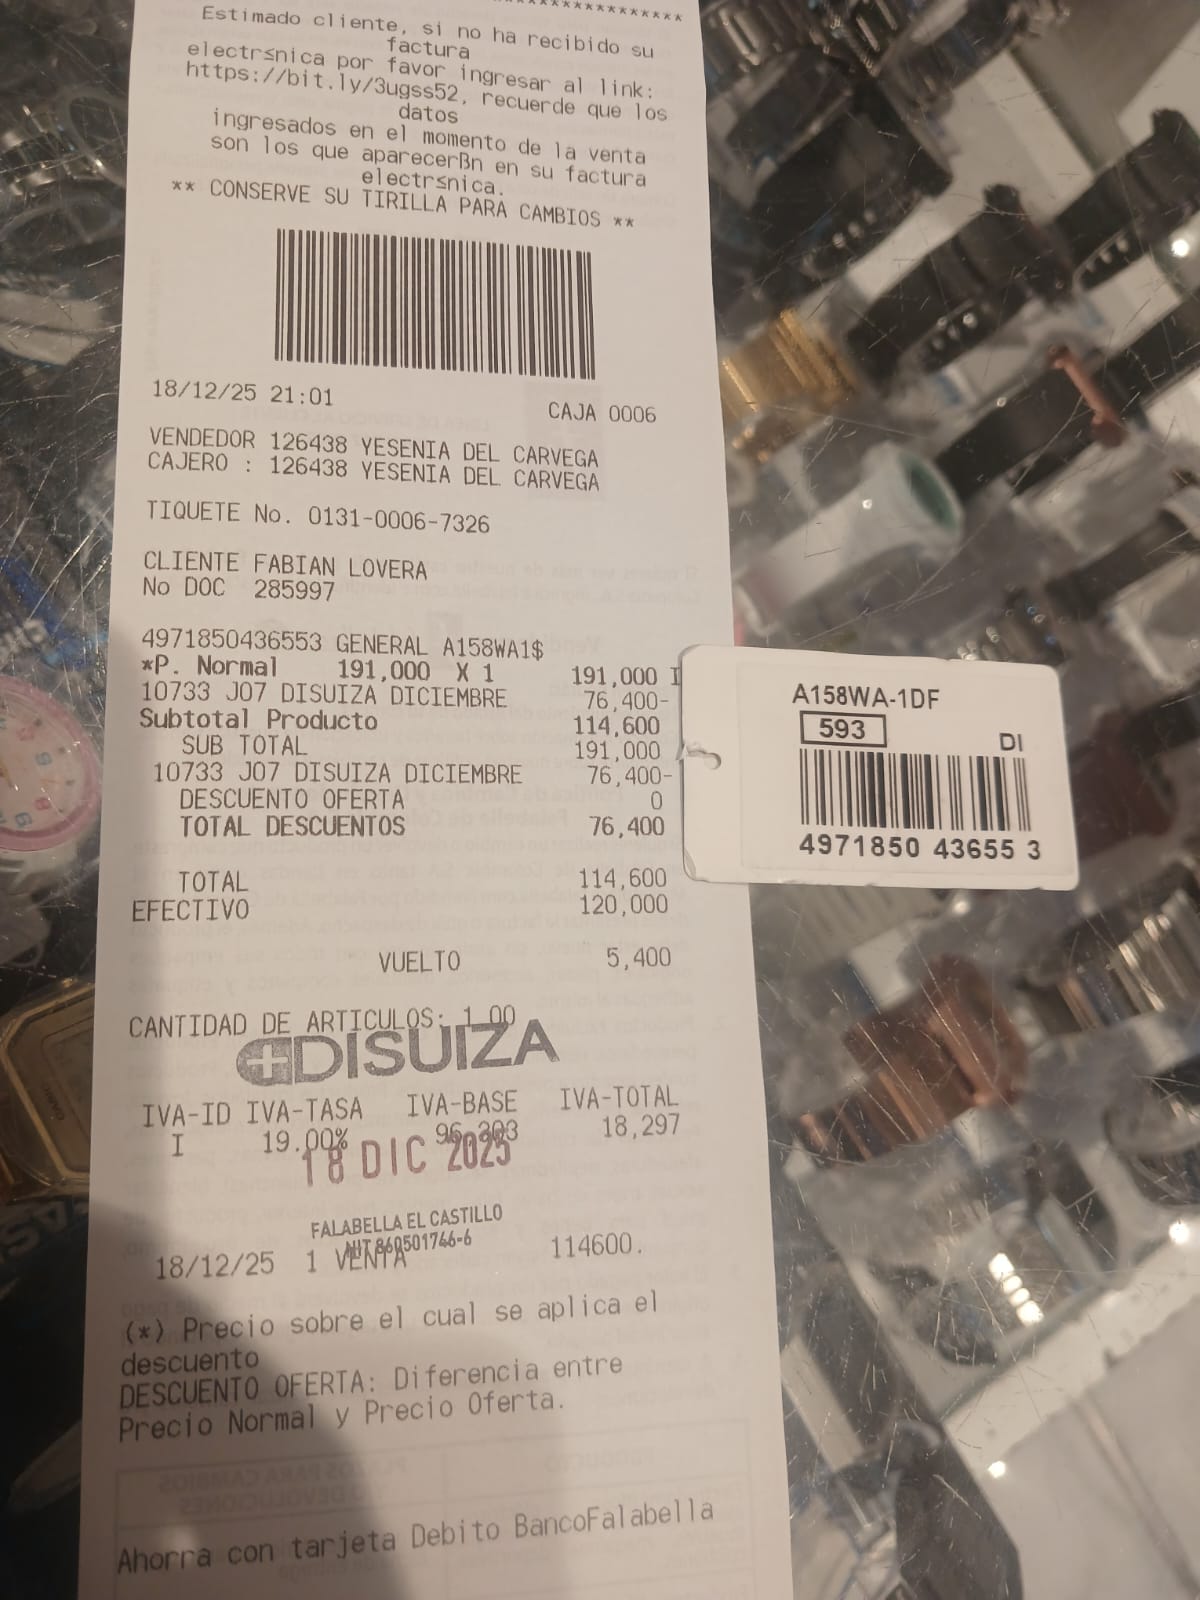 Estimado cliente, si no ha recibido su
factura
electr≤nica por favor ingresar al link:
https://bit.ly/3ugss52, recuerde que los
datos
ingresados en el momento de la venta
son los que aparecerßn en su factura
electr≤nica.
** CONSERVE SU TIRILLA PARA CAMBIOS **
18/12/25 21:01 CAJA 0006
VENDEDOR 126438 YESENIA DEL CARVEGA
CAJERO : 126438 YESENIA DEL CARVEGA
TIQUETE No. 0131-0006-7326
CLIENTE FABIAN LOVERA
No DOC 285997
4971850436553 GENERAL A158WA1$
*P. Normal 191,000 X 1 191,000 I
10733 J07 DISUIZA DICIEMBRE 76,400-
Subtotal Producto 114,600
SUB TOTAL 191,000
10733 J07 DISUIZA DICIEMBRE 76,400-
DESCUENTO OFERTA 0
TOTAL DESCUENTOS 76,400
TOTAL 114,600
EFECTIVO 120,000
VUELTO 5,400
CANTIDAD DE ARTICULOS: 1.00
DISUIZA
IVA-ID IVA-TASA IVA-BASE IVA-TOTAL
I 19.00% 96,303 18,297
18 DIC 2025
FALABELLA EL CASTILLO
NIT 860501746-6
18/12/25 1 VENTA 114600.
(*) Precio sobre el cual se aplica el
descuento
DESCUENTO OFERTA: Diferencia entre
Precio Normal y Precio Oferta.
Ahorra con tarjeta Debito BancoFalabella
A158WA-1DF
593
DI
4971850 43655 3